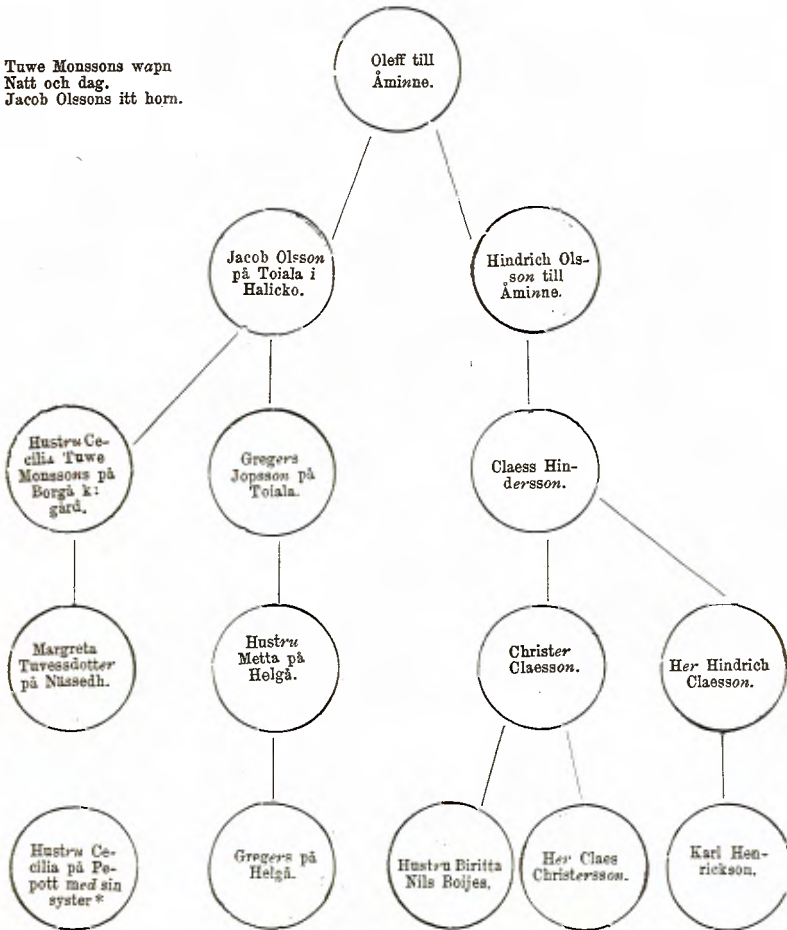 Tuwe Monssons wapn
Natt och dag.
Jacob Olssons itt horn.
Oleff till
Åminne.
Jacob Olsson
på Toiala i
Halicko.
Hindrich Ols-
son till
Åminne.
Hustru Ce-
cilia Tuwe
Monssons på
Borgå k:
gård.
Gregers
Jopsson på
Toiala.
Claess Hin-
dersson.
Margreta
Tuvessdotter
på Nässedh.
Hustru
Metta på
Helgå.
Christer
Claesson.
Her Hindrich
Claesson.
Hustru Ce-
cilia på Pe-
pott med sin
syster*
Gregers på
Helgå.
Hustru Biritta
Nils Boijes.
Her Claes
Christersson.
Karl Hen-
rickson.